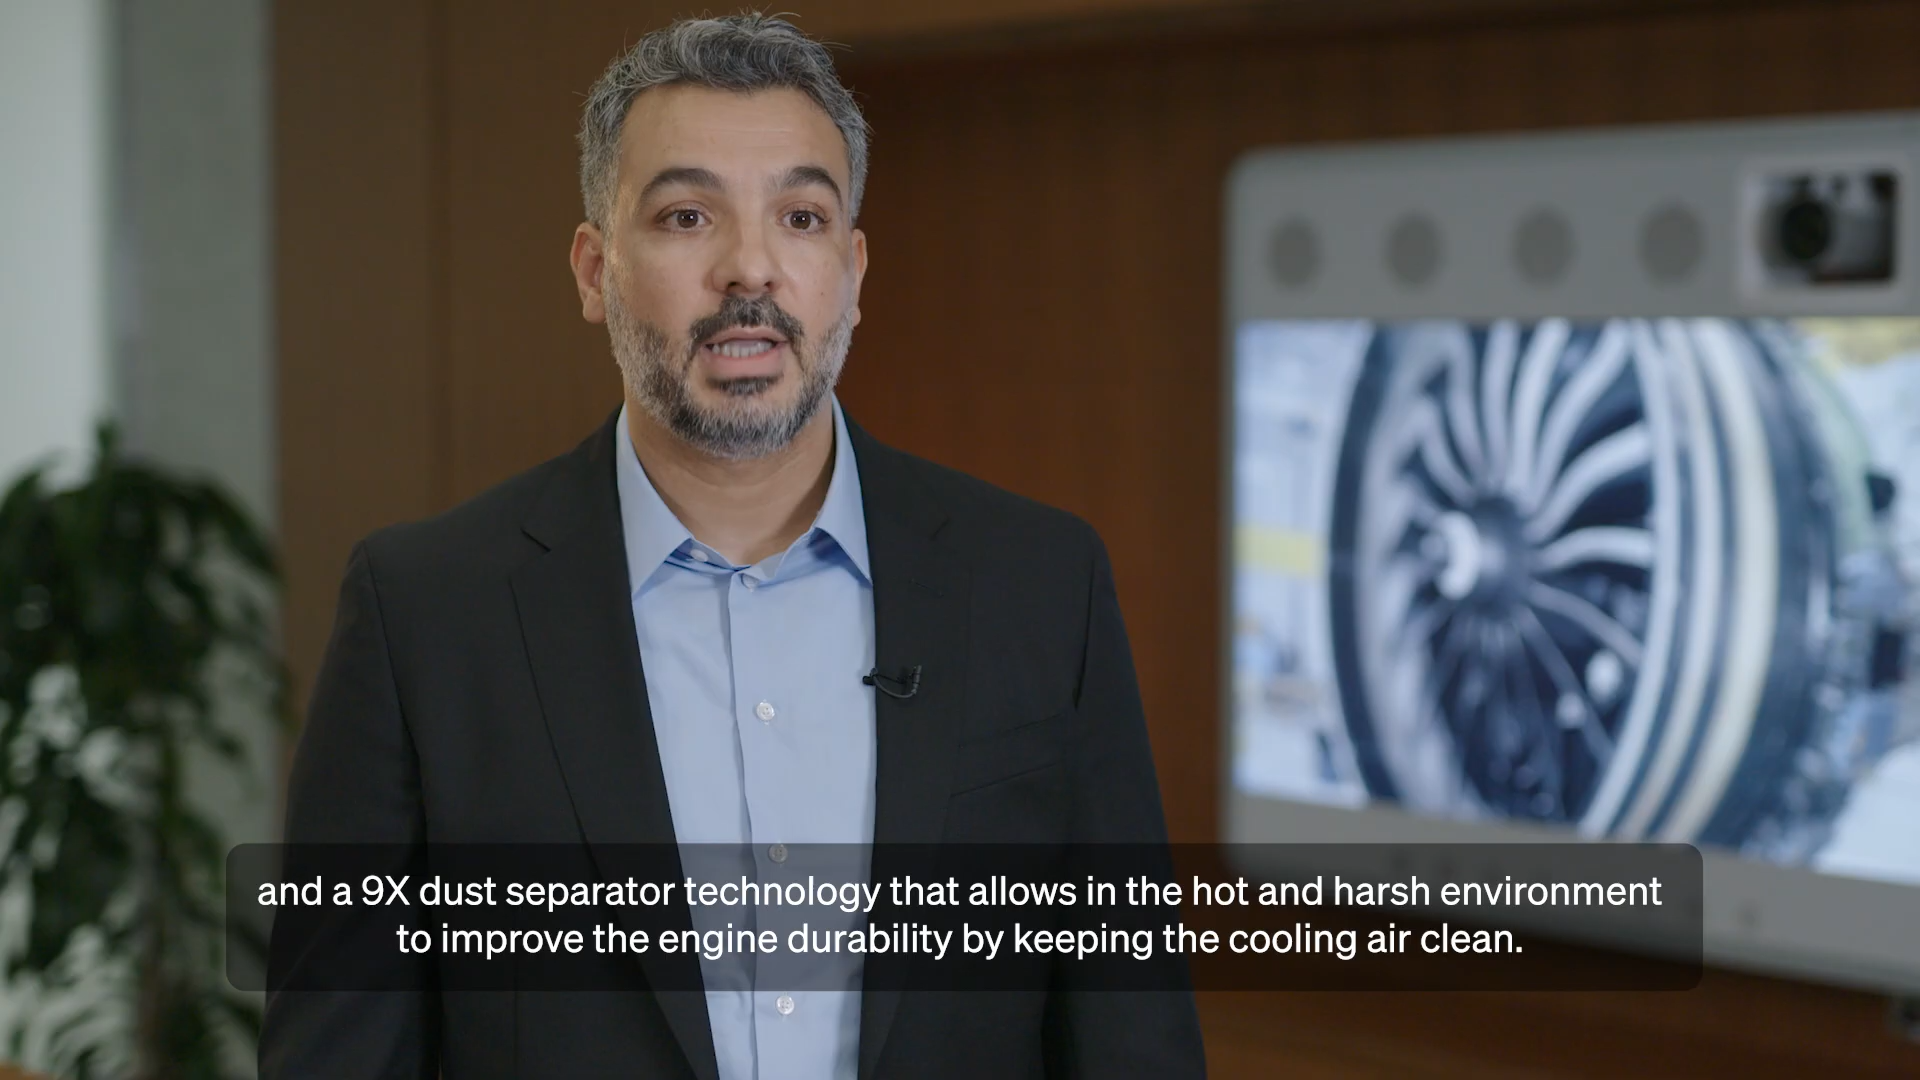 and a 9X dust separator technology that allows in the hot and harsh environment
to improve the engine durability by keeping the cooling air clean.